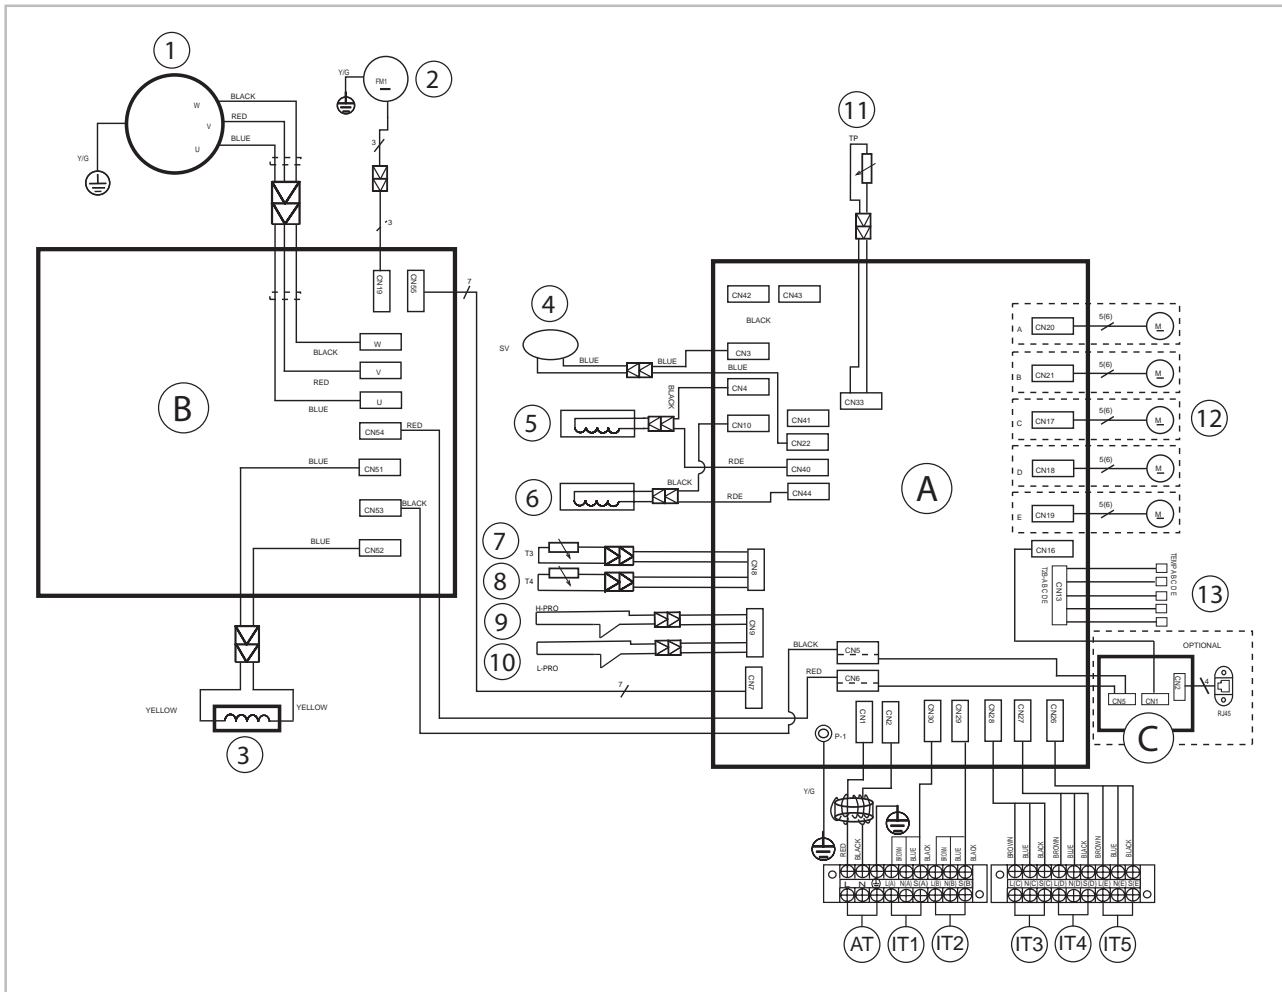 1
Y/G
W
V
U
BLACK
RED
BLUE
Y/G
FM1
2
3
3
11
TP
B
CN19
CN55
7
BLACK
W
RED
V
BLUE
U
CN54
RED
BLUE
CN51
CN53
BLACK
BLUE
CN52
YELLOW
YELLOW
3
4
SV
BLUE
BLUE
BLUE
BLACK
5
6
BLACK
RDE
RDE
7
T3
8
T4
9
H-PRO
10
L-PRO
7
CN42
CN43
BLACK
CN3
CN4
CN10
CN33
CN41
CN22
CN40
CN44
A
CN8
CN9
CN7
BLACK
CN5
RED
CN6
A
CN20
5(6)
M
B
CN21
5(6)
M
C
CN17
5(6)
M
D
CN18
5(6)
M
E
CN19
5(6)
M
12
CN16
T2B-A B C D E
CN13
TEMP A B C D E
13
OPTIONAL
CN5
CN1
CN2
4
RJ45
C
P-1
CN1
CN2
CN30
CN29
CN28
CN27
CN26
Y/G
RED
BLACK
BROWN
BLUE
BLACK
BROWN
BLUE
BLACK
BROWN
BLUE
BLACK
BROWN
BLUE
BLACK
BROWN
BLUE
BLACK
L
N
L(A)
N(A)
S(A)
L(B)
N(B)
S(B)
L(C)
N(C)
S(C)
L(D)
N(D)
S(D)
L(E)
N(E)
S(E)
AT
IT1
IT2
IT3
IT4
IT5